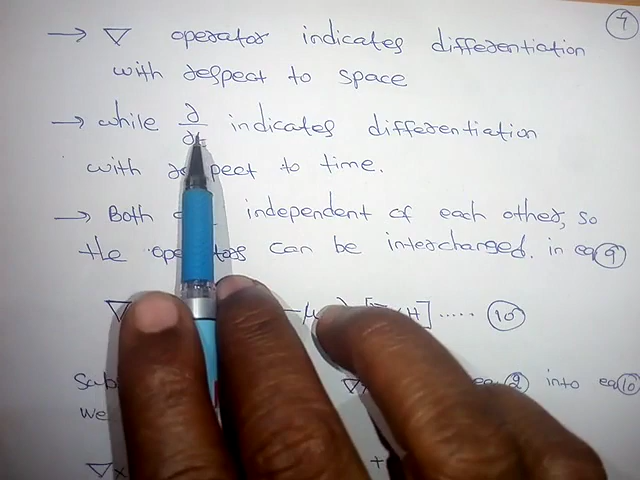 7
→ ▽ operator indicates differentiation
with respect to space
→ while ∂/∂t indicates differentiation
with respect to time.
→ Both independent of each other, so
the operators can be interchanged. in eq 9
▽ -μ ∂ [▽×H] ..... 10
▽× eq 2 into eq 10
we
▽× +